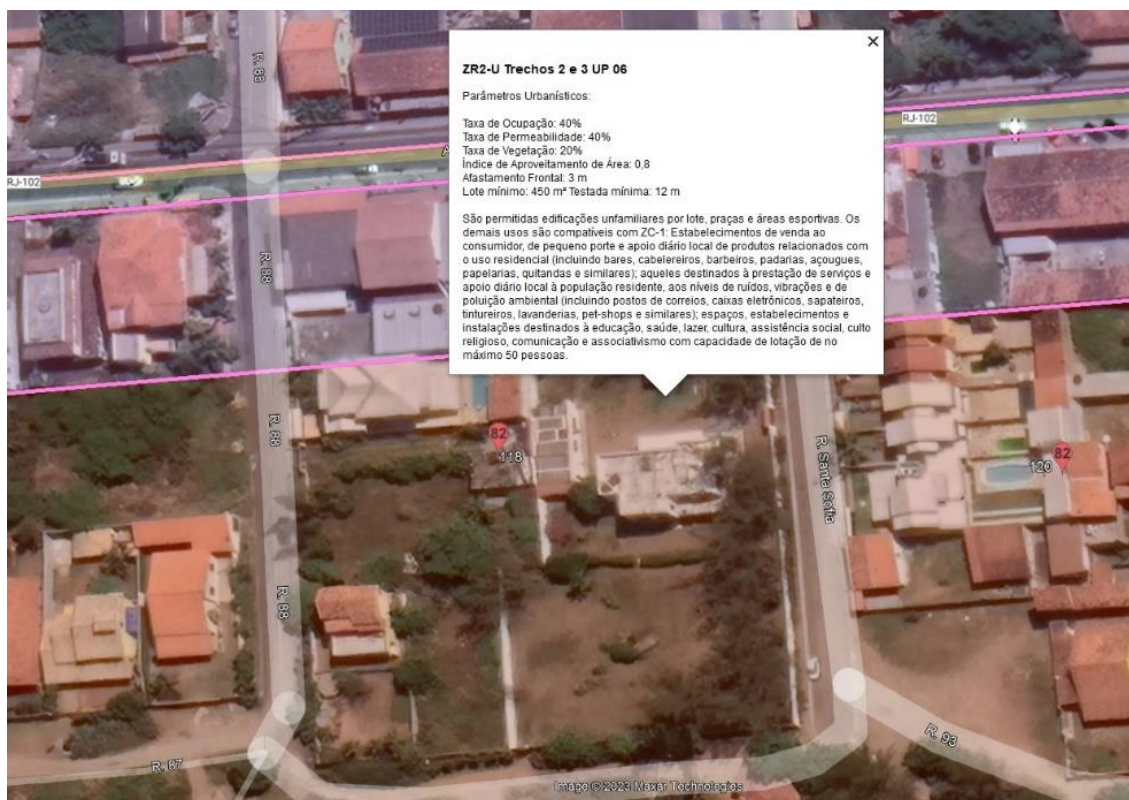 R. 83
×
ZR2-U Trechos 2 e 3 UP 06
Parâmetros Urbanísticos:
Taxa de Ocupação: 40%
Taxa de Permeabilidade: 40%
Taxa de Vegetação: 20%
Índice de Aproveitamento de Área: 0,8
Afastamento Frontal: 3 m
Lote mínimo: 450 m² Testada mínima: 12 m
São permitidas edificações unfamiliares por lote, praças e áreas esportivas. Os
demais usos são compatíveis com ZC-1: Estabelecimentos de venda ao
consumidor, de pequeno porte e apoio diário local de produtos relacionados com
o uso residencial (incluindo bares, cabelereiros, barbeiros, padarias, açougues,
papelarias, quitandas e similares); aqueles destinados à prestação de serviços e
apoio diário local à população residente, aos níveis de ruídos, vibrações e de
poluição ambiental (incluindo postos de correios, caixas eletrônicos, sapateiros,
tintureiros, lavanderias, pet-shops e similares); espaços, estabelecimentos e
instalações destinados à educação, saúde, lazer, cultura, assistência social, culto
religioso, comunicação e associativismo com capacidade de lotação de no
máximo 50 pessoas.
RJ-102
RJ-102
R. 88
R. 88
82
118
R. Santa Sofia
82
120
R. 88
R. 87
R. 93
Image © 2023 Maxar Technologies